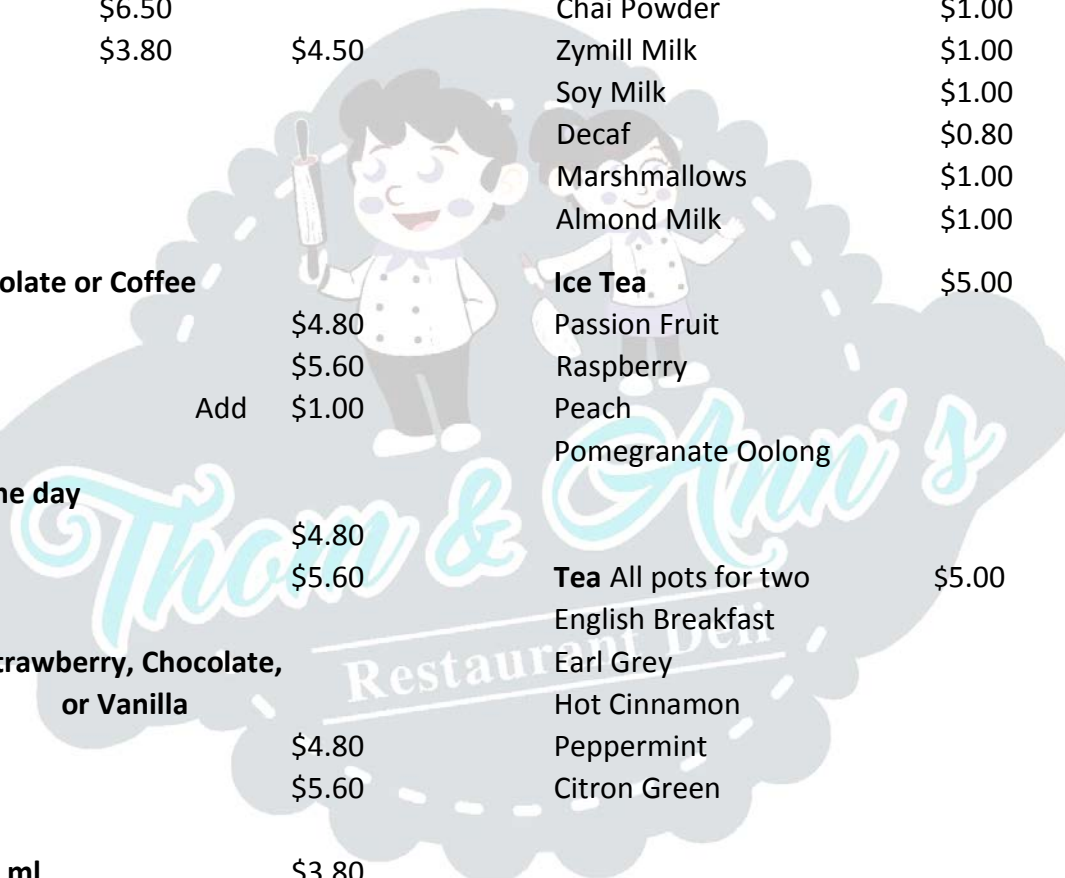 $6.50
$3.80 $4.50
olate or Coffee
$4.80
$5.60
Add $1.00
he day
$4.80
$5.60
trawberry, Chocolate,
or Vanilla
$4.80
$5.60
ml $3.80
Chai Powder $1.00
Zymill Milk $1.00
Soy Milk $1.00
Decaf $0.80
Marshmallows $1.00
Almond Milk $1.00
Ice Tea $5.00
Passion Fruit
Raspberry
Peach
Pomegranate Oolong
Tea All pots for two $5.00
English Breakfast
Earl Grey
Hot Cinnamon
Peppermint
Citron Green
Thom & Ann's
Restaurant Deli